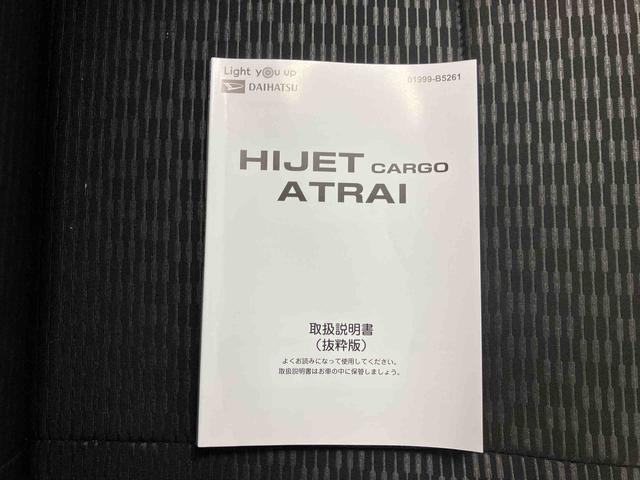 Light you up
DAIHATSU
01999-B5261
HIJET CARGO
ATRAI
取扱説明書
（抜粋版）
よくお読みになって使用してください。
取扱説明書はお車の中に保管しましょう。